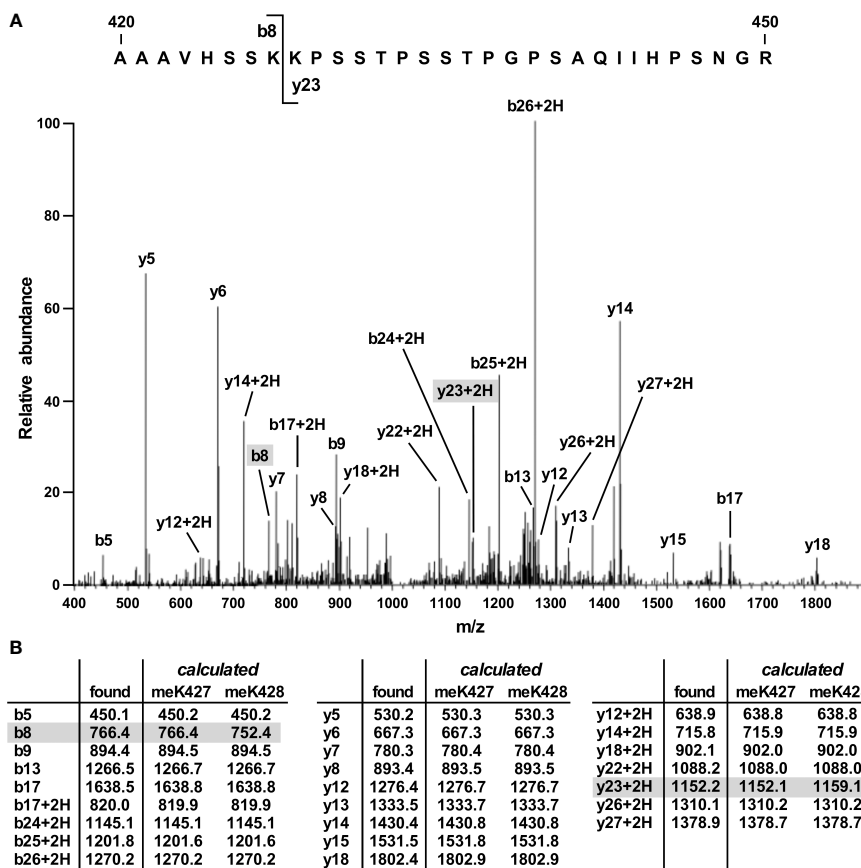 A
420
450
b8
A A A V H S S K K P S S T P S S T P G P S A Q I I H P S N G R
y23
b26+2H
y5
y6
y14+2H
b8
y7
b17+2H
b9
y18+2H
y8
y12+2H
b5
b24+2H
b25+2H
y23+2H
y22+2H
b13
y12
y26+2H
y13
y27+2H
y14
y15
b17
y18
Relative abundance
100
80
60
40
20
0
400 500 600 700 800 900 1000 1100 1200 1300 1400 1500 1600 1700 1800
m/z
B
calculated
found meK427 meK428
b5 450.1 450.2 450.2
b8 766.4 766.4 752.4
b9 894.4 894.5 894.5
b13 1266.5 1266.7 1266.7
b17 1638.5 1638.8 1638.8
b17+2H 820.0 819.9 819.9
b24+2H 1145.1 1145.1 1145.1
b25+2H 1201.8 1201.6 1201.6
b26+2H 1270.2 1270.2 1270.2
calculated
found meK427 meK428
y5 530.2 530.3 530.3
y6 667.3 667.3 667.3
y7 780.3 780.4 780.4
y8 893.4 893.5 893.5
y12 1276.4 1276.7 1276.7
y13 1333.5 1333.7 1333.7
y14 1430.4 1430.8 1430.8
y15 1531.5 1531.8 1531.8
y18 1802.4 1802.9 1802.9
calculated
found meK427 meK42
y12+2H 638.9 638.8 638.8
y14+2H 715.8 715.9 715.9
y18+2H 902.1 902.0 902.0
y22+2H 1088.2 1088.0 1088.0
y23+2H 1152.2 1152.1 1159.1
y26+2H 1310.1 1310.2 1310.2
y27+2H 1378.9 1378.7 1378.7